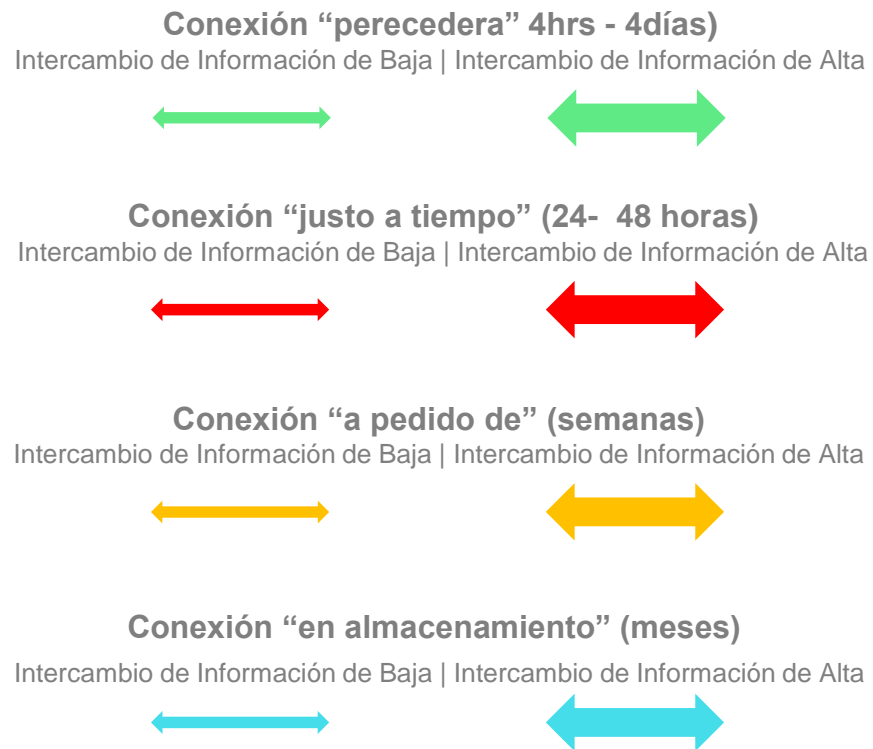 Conexión “perecedera” 4hrs - 4días)
Intercambio de Información de Baja | Intercambio de Información de Alta
Conexión “justo a tiempo” (24-  48 horas)
Intercambio de Información de Baja | Intercambio de Información de Alta
Conexión “a pedido de” (semanas)
Intercambio de Información de Baja | Intercambio de Información de Alta
Conexión “en almacenamiento” (meses)
Intercambio de Información de Baja | Intercambio de Información de Alta